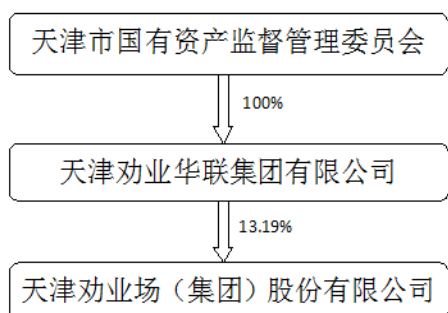 天津市国有资产监督管理委员会
100%
天津劝业华联集团有限公司
13.19%
天津劝业场（集团）股份有限公司